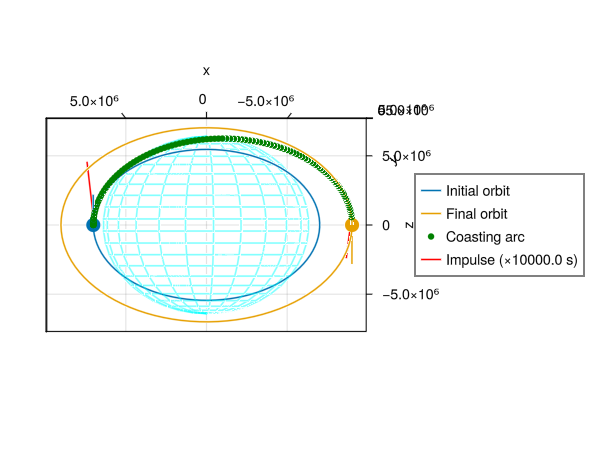 x
5.0×10⁶
0
−5.0×10⁶
5.0×10⁶
0
z
−5.0×10⁶
Initial orbit
Final orbit
Coasting arc
Impulse (×10000.0 s)